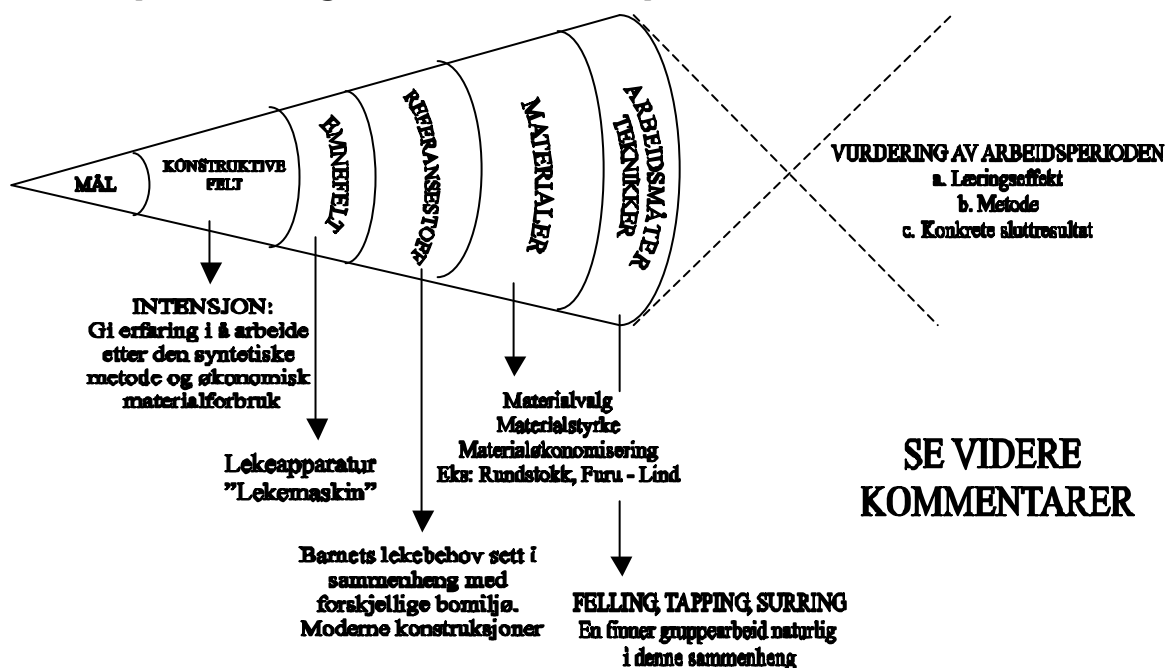 MÅL
KONSTRUKTIVE
FELT
EMNEFELT
REFERANSESTOFF
MATERIALER
ARBEIDSMÅTER
TEKNIKKER
VURDERING AV ARBEIDSPERIODEN
a. Læringseffekt
b. Metode
c. Konkrete sluttresultat
INTENSJON:
Gi erfaring i å arbeide
etter den syntetiske
metode og økonomisk
materialforbruk
Lekeapparatur
”Lekemaskin”
Barnets lekebehov sett i
sammenheng med
forskjellige bomiljø.
Moderne konstruksjoner
Materialvalg
Materialstyrke
Materialøkonomisering
Eks: Rundstokk, Furu - Lind
FELLING, TAPPING, SURRING
En finner gruppearbeid naturlig
i denne sammenheng
SE VIDERE
KOMMENTARER